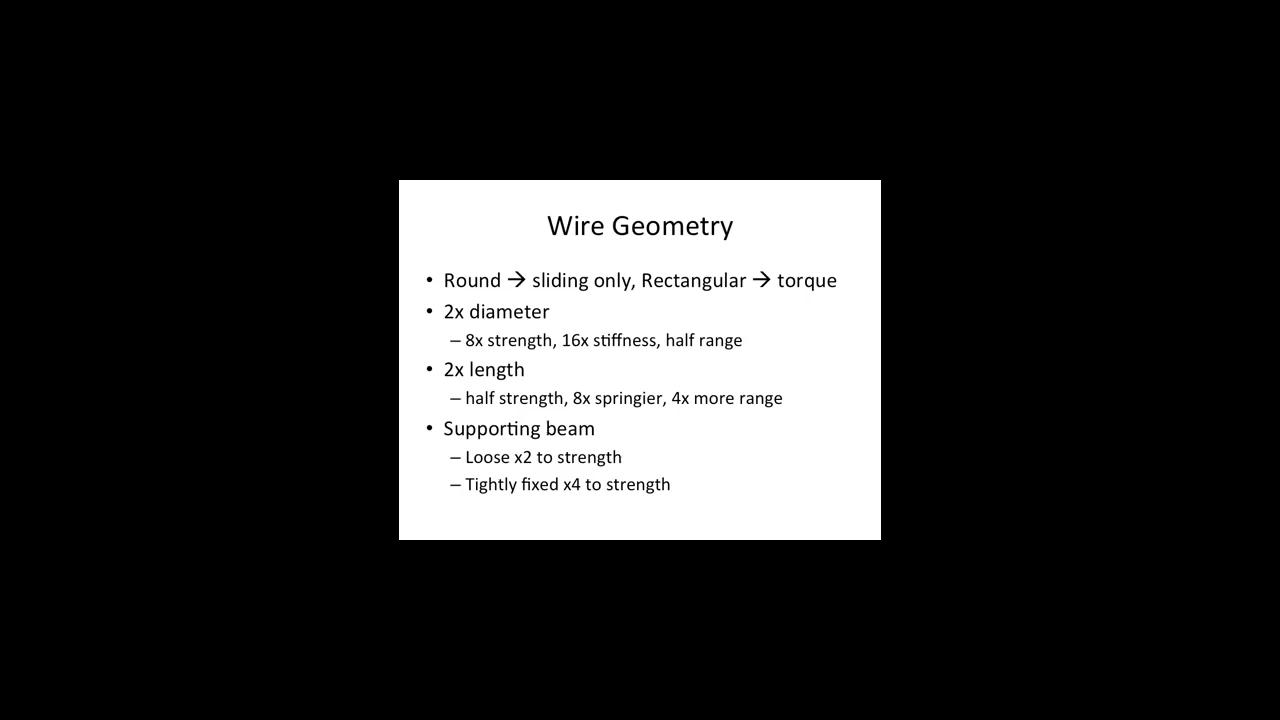 Wire Geometry
• Round → sliding only, Rectangular → torque
• 2x diameter
– 8x strength, 16x stiffness, half range
• 2x length
– half strength, 8x springier, 4x more range
• Supporting beam
– Loose x2 to strength
– Tightly fixed x4 to strength